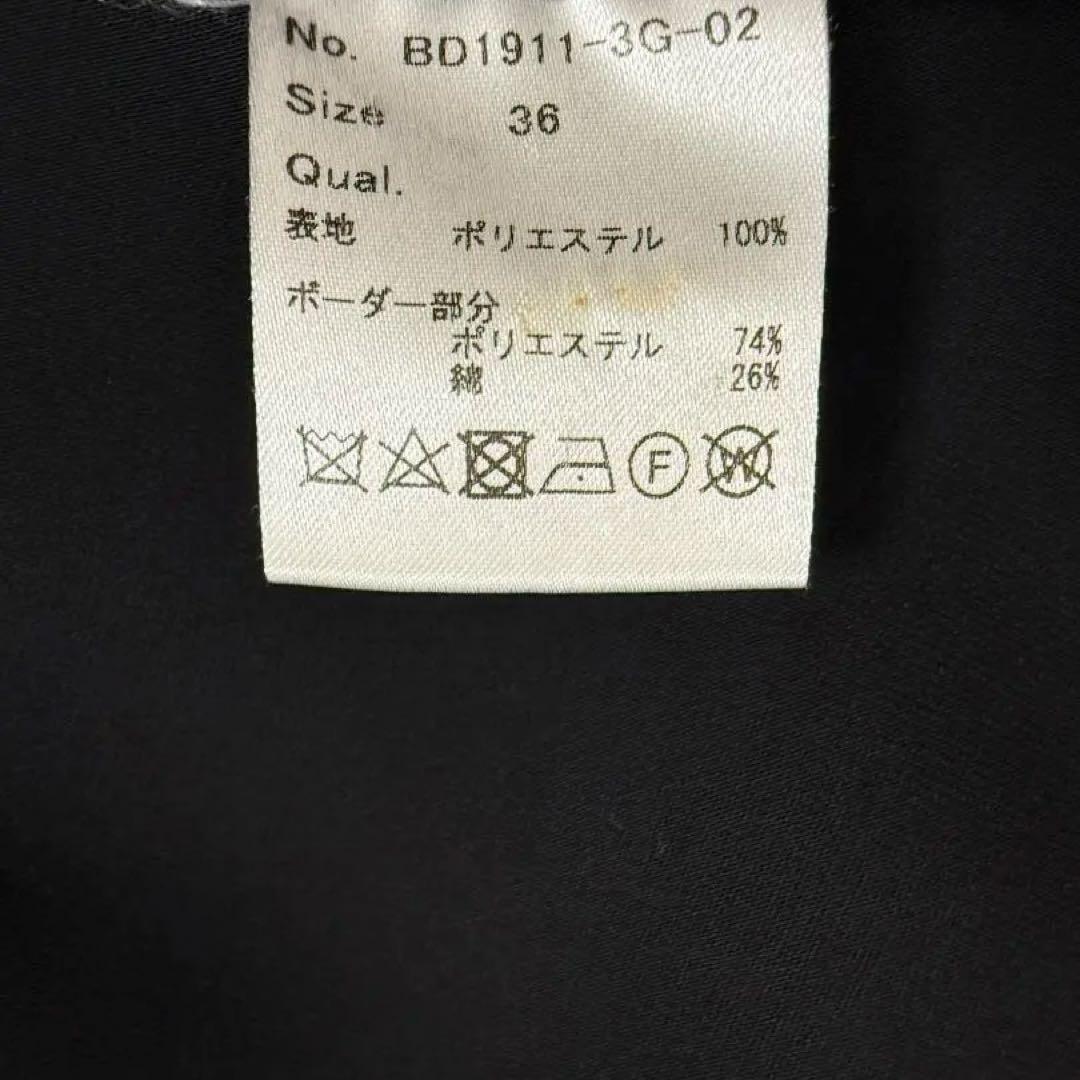 No. BD1911-3G-02
Size 36
Qual.
表地 ポリエステル 100%
ボーダー部分
ポリエステル 74%
綿 26%
F W